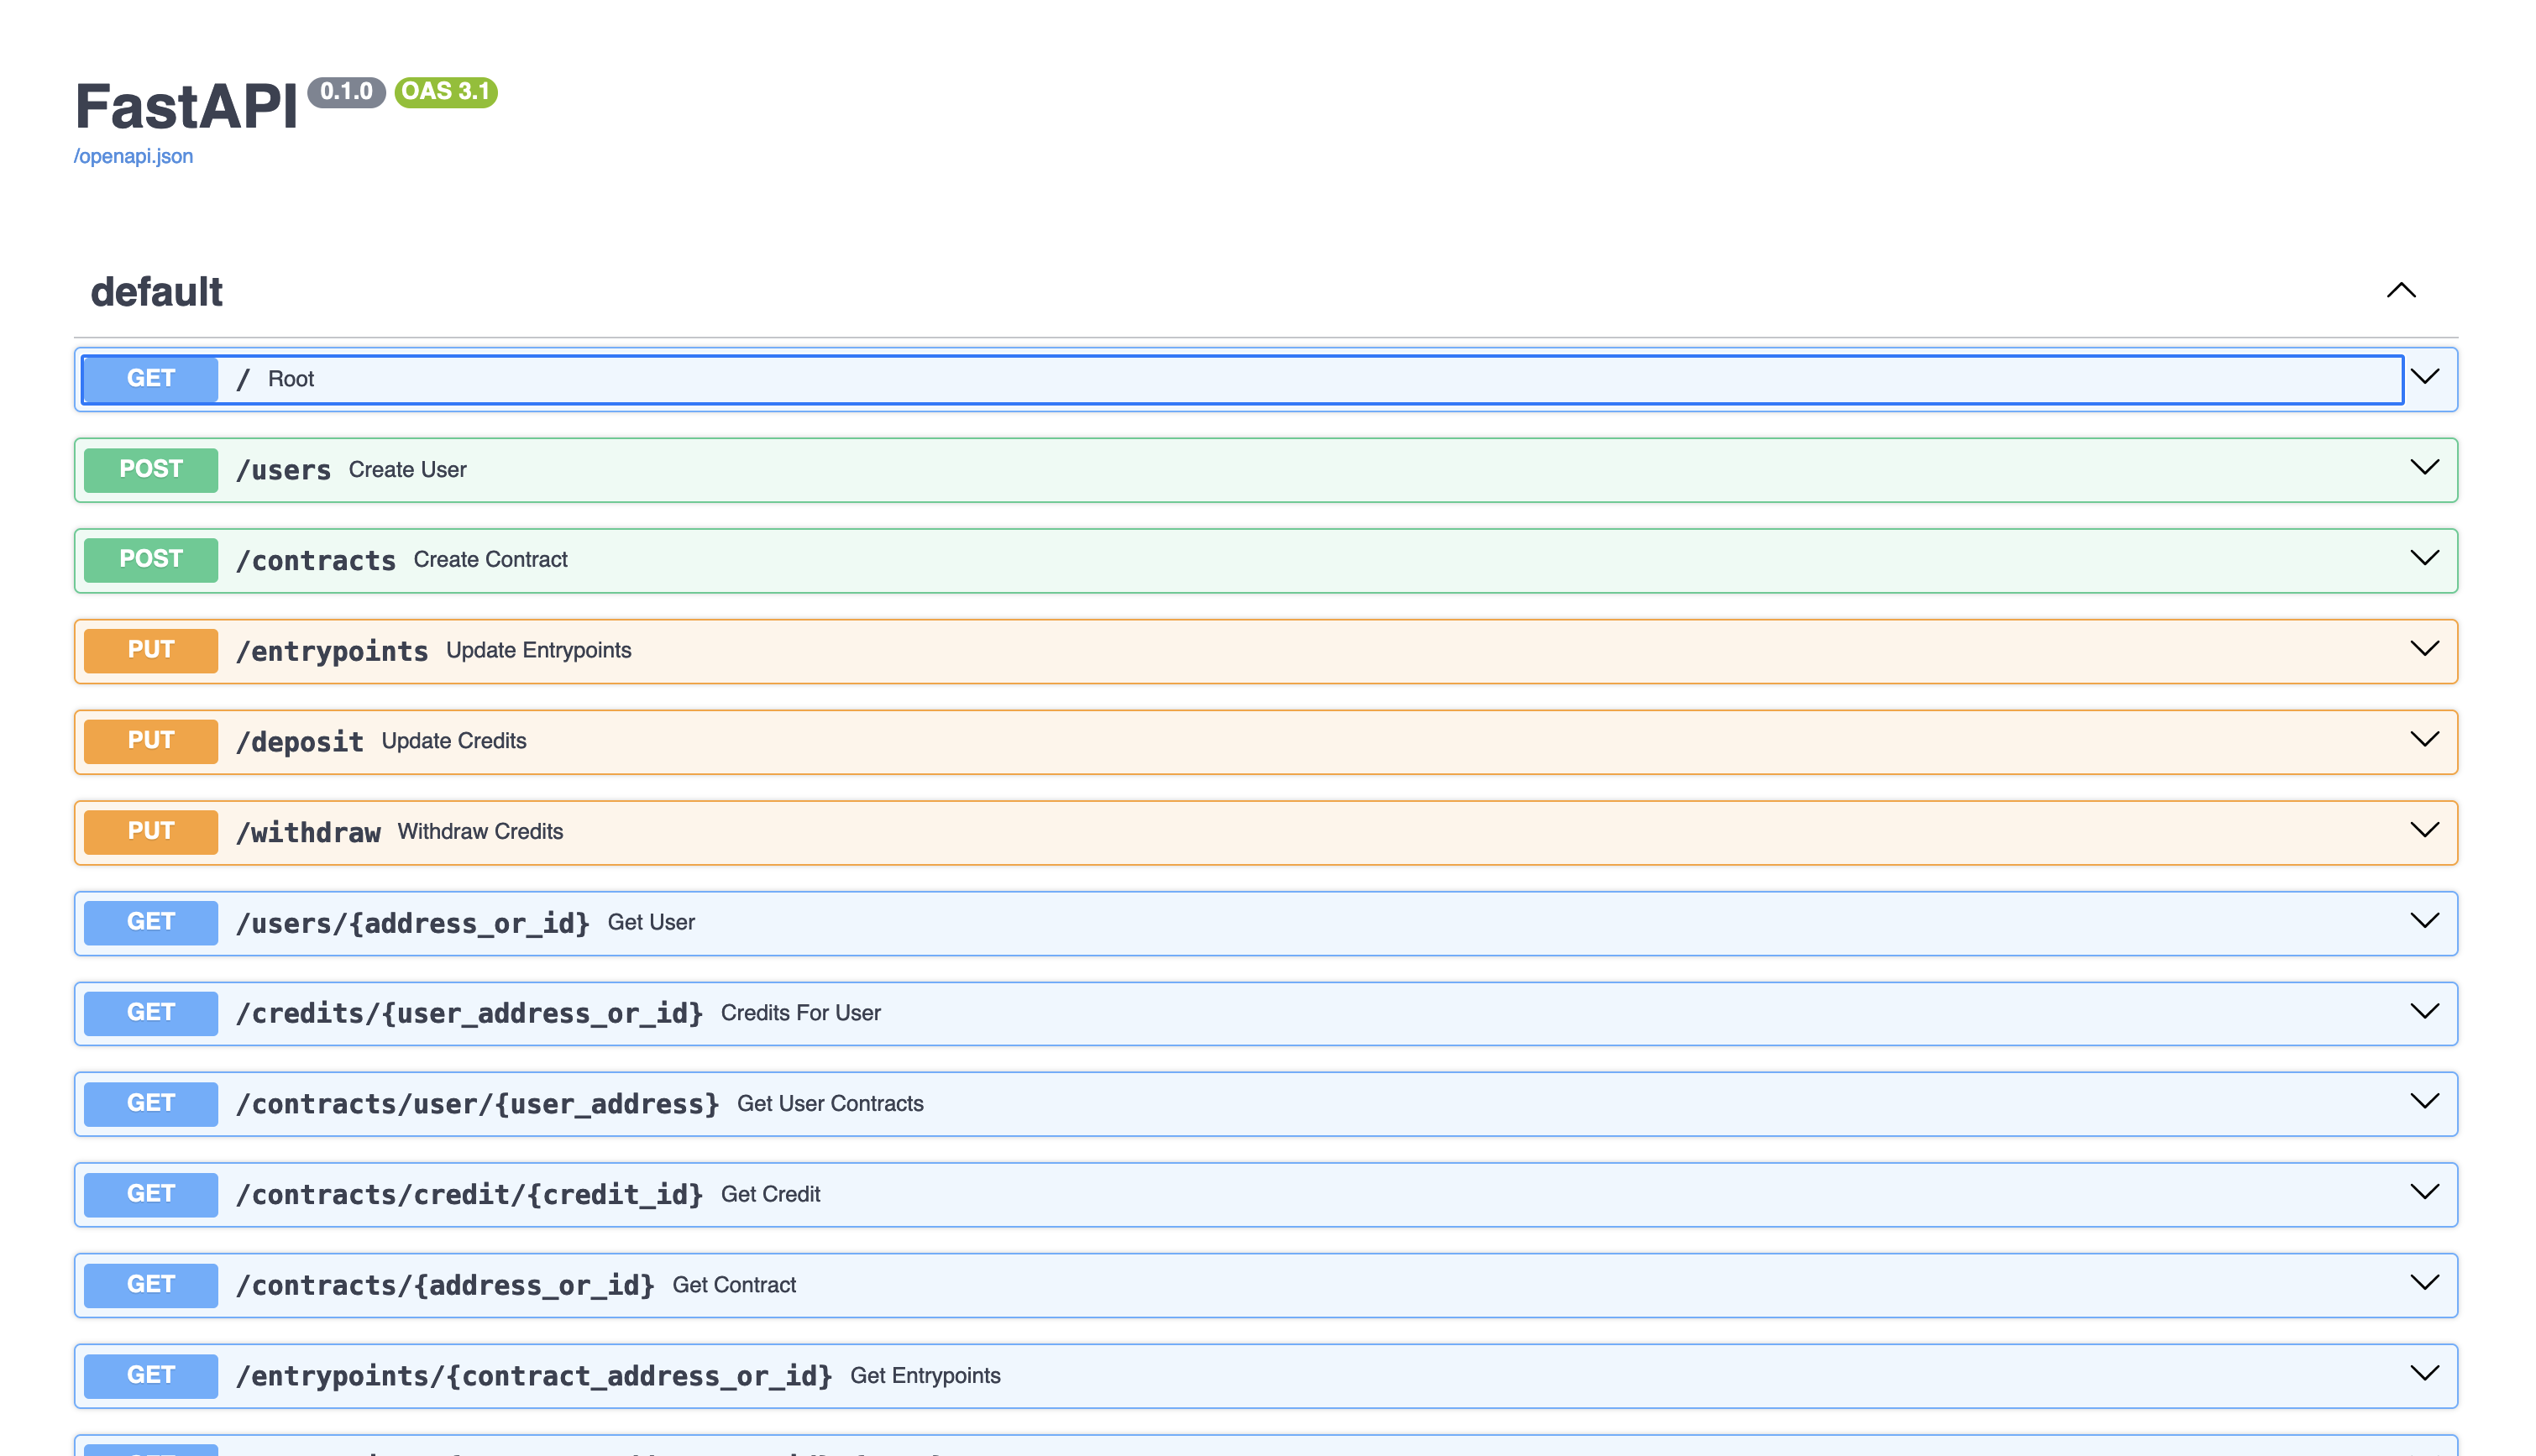 FastAPI 0.1.0 OAS 3.1
/openapi.json
default
GET / Root
POST /users Create User
POST /contracts Create Contract
PUT /entrypoints Update Entrypoints
PUT /deposit Update Credits
PUT /withdraw Withdraw Credits
GET /users/{address_or_id} Get User
GET /credits/{user_address_or_id} Credits For User
GET /contracts/user/{user_address} Get User Contracts
GET /contracts/credit/{credit_id} Get Credit
GET /contracts/{address_or_id} Get Contract
GET /entrypoints/{contract_address_or_id} Get Entrypoints